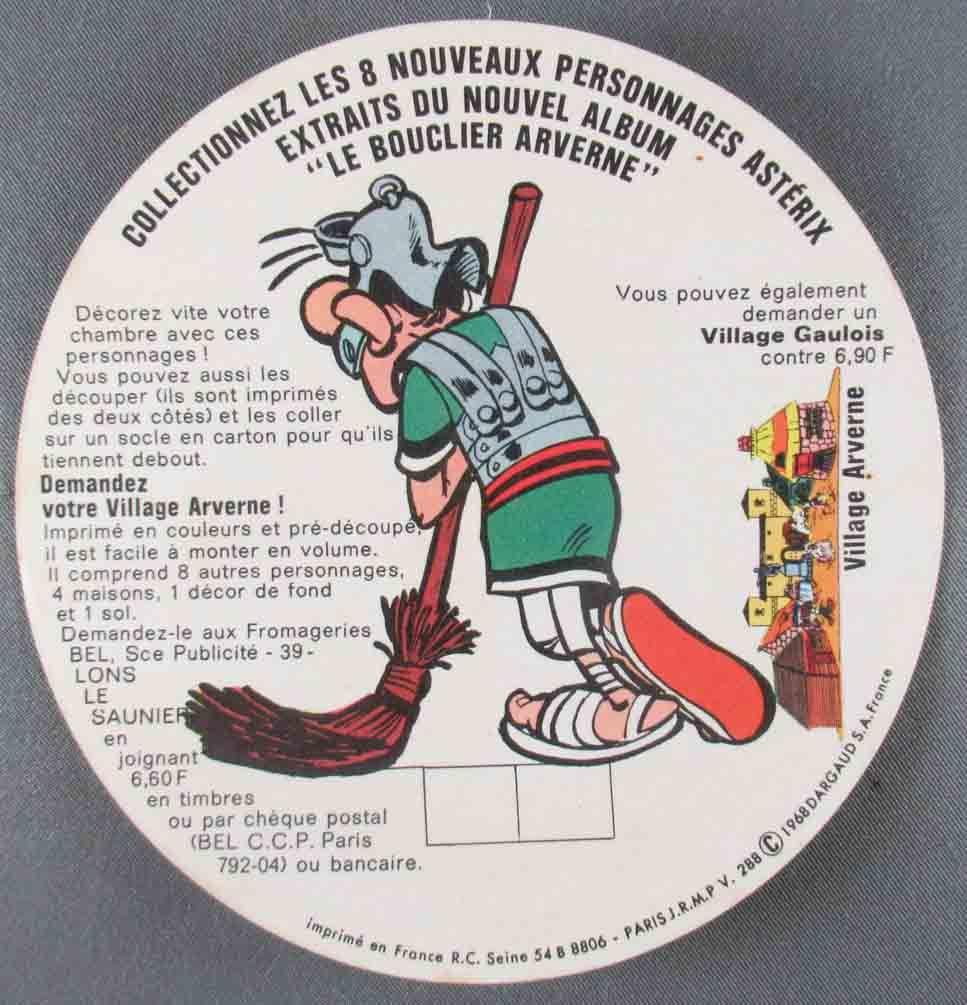 COLLECTIONNEZ LES 8 NOUVEAUX PERSONNAGES ASTÉRIX
EXTRAITS DU NOUVEL ALBUM
"LE BOUCLIER ARVERNE"
Décorez vite votre
chambre avec ces
personnages !
Vous pouvez aussi les
découper (ils sont imprimés
des deux côtés) et les coller
sur un socle en carton pour qu'ils
tiennent debout.
Demandez
votre Village Arverne !
Imprimé en couleurs et pré-découpé,
il est facile à monter en volume.
Il comprend 8 autres personnages,
4 maisons, 1 décor de fond
et 1 sol.
Demandez-le aux Fromageries
BEL, Sce Publicité - 39 -
LONS
LE
SAUNIER
en
joignant
6,60 F
en timbres
ou par chèque postal
(BEL C.C.P. Paris
792-04) ou bancaire.
Vous pouvez également
demander un
Village Gaulois
contre 6,90 F
Village Arverne
imprimé en France R.C. Seine 54 B 8806 - PARIS J.R.M.P V. 288 © 1968 DARGAUD S.A. France